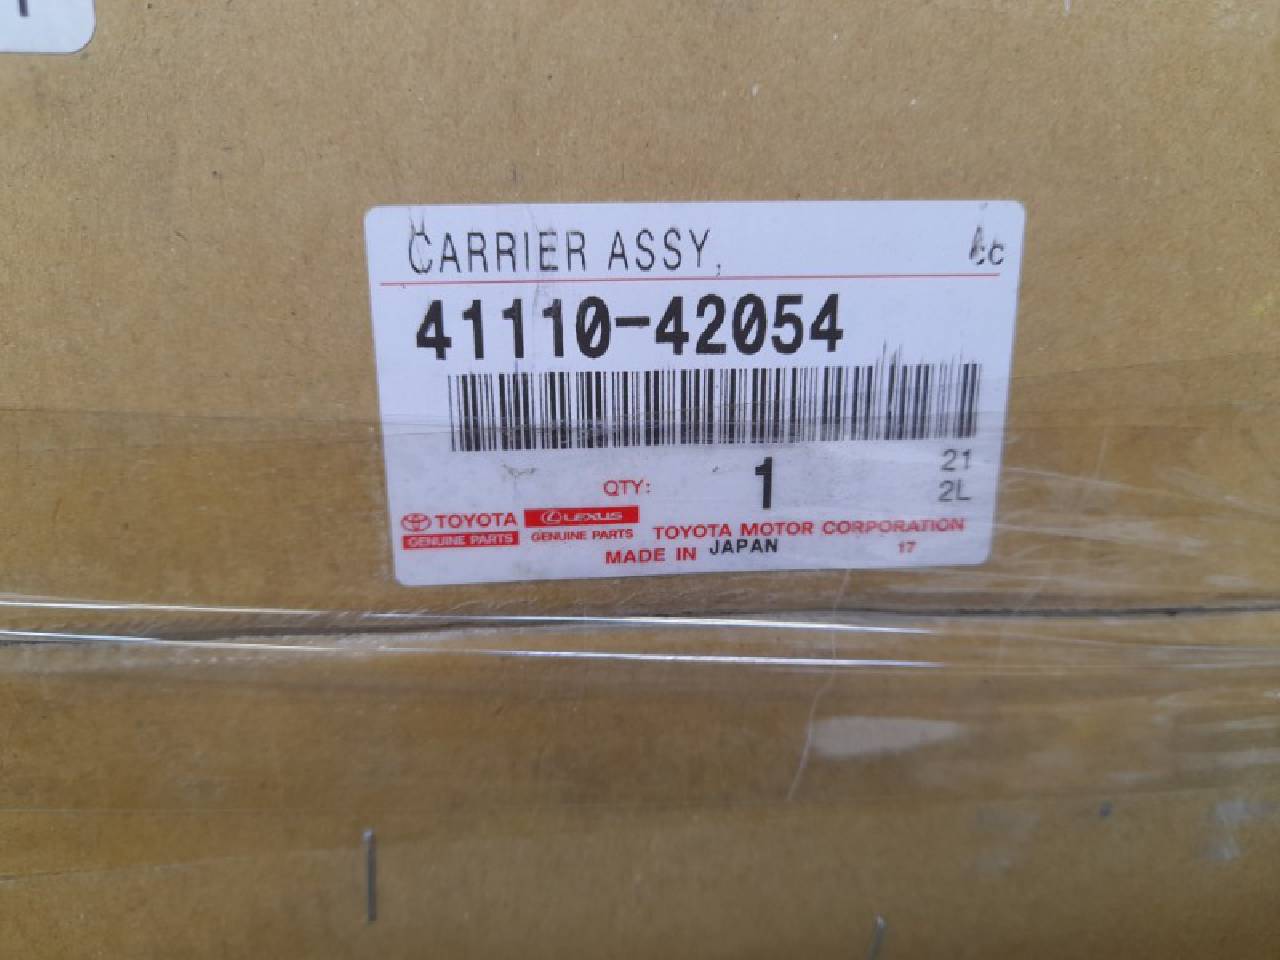 CARRIER ASSY,
41110-42054
QTY: 1
21
2L
TOYOTA
GENUINE PARTS
LEXUS
GENUINE PARTS
TOYOTA MOTOR CORPORATION
MADE IN JAPAN
17